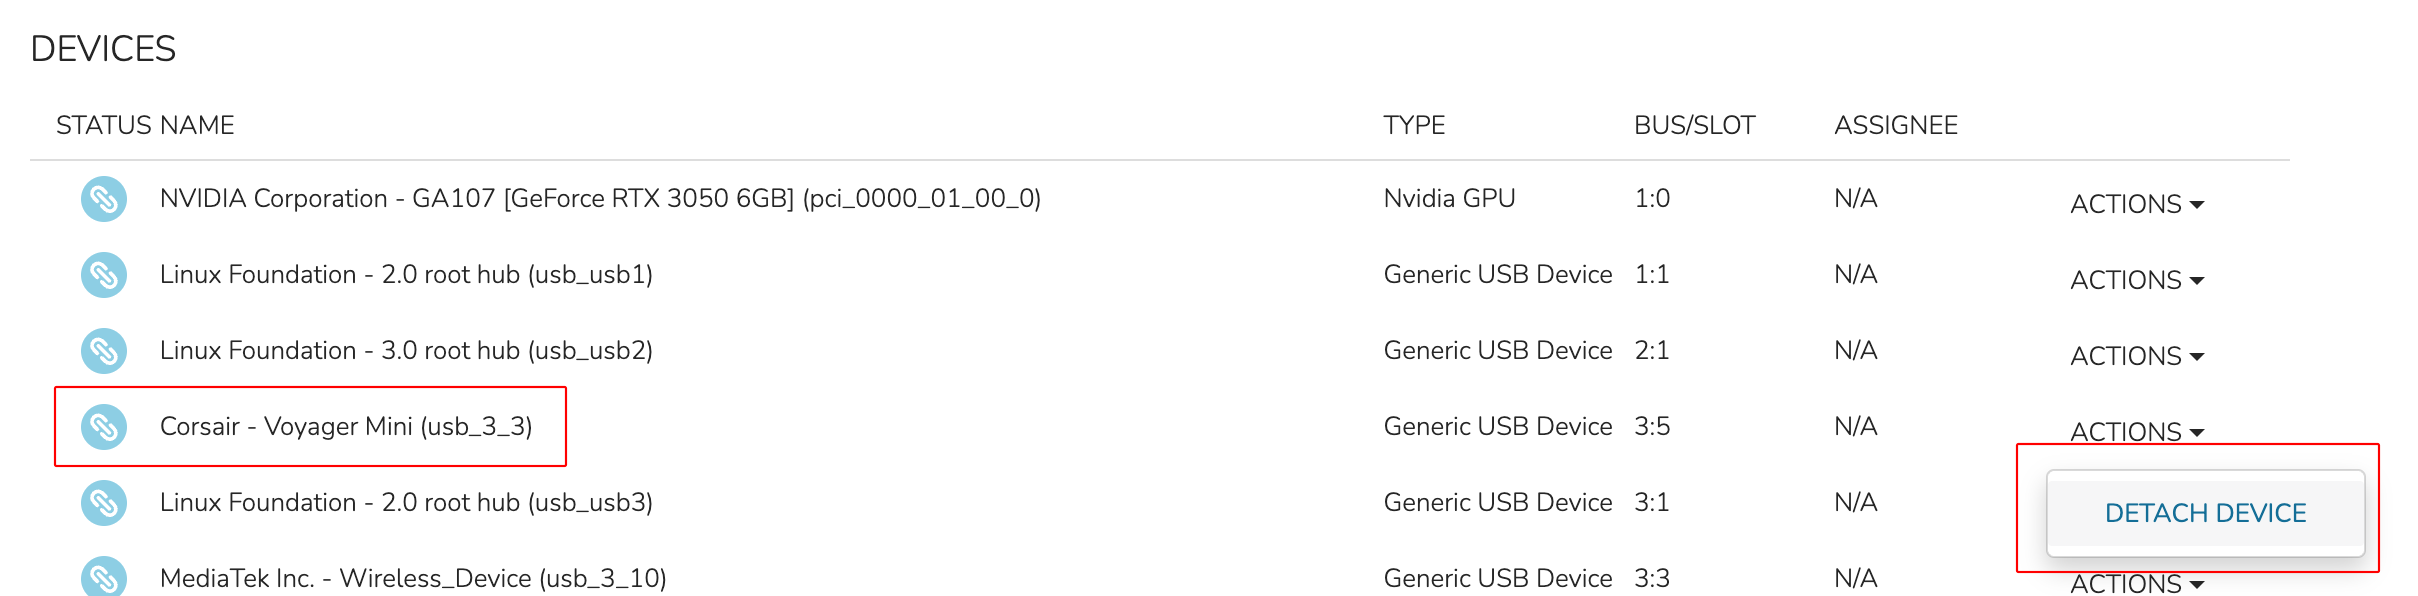 DEVICES
STATUS NAME TYPE BUS/SLOT ASSIGNEE
NVIDIA Corporation - GA107 [GeForce RTX 3050 6GB] (pci_0000_01_00_0) Nvidia GPU 1:0 N/A ACTIONS
Linux Foundation - 2.0 root hub (usb_usb1) Generic USB Device 1:1 N/A ACTIONS
Linux Foundation - 3.0 root hub (usb_usb2) Generic USB Device 2:1 N/A ACTIONS
Corsair - Voyager Mini (usb_3_3) Generic USB Device 3:5 N/A ACTIONS
Linux Foundation - 2.0 root hub (usb_usb3) Generic USB Device 3:1 N/A DETACH DEVICE
MediaTek Inc. - Wireless_Device (usb_3_10) Generic USB Device 3:3 N/A ACTIONS